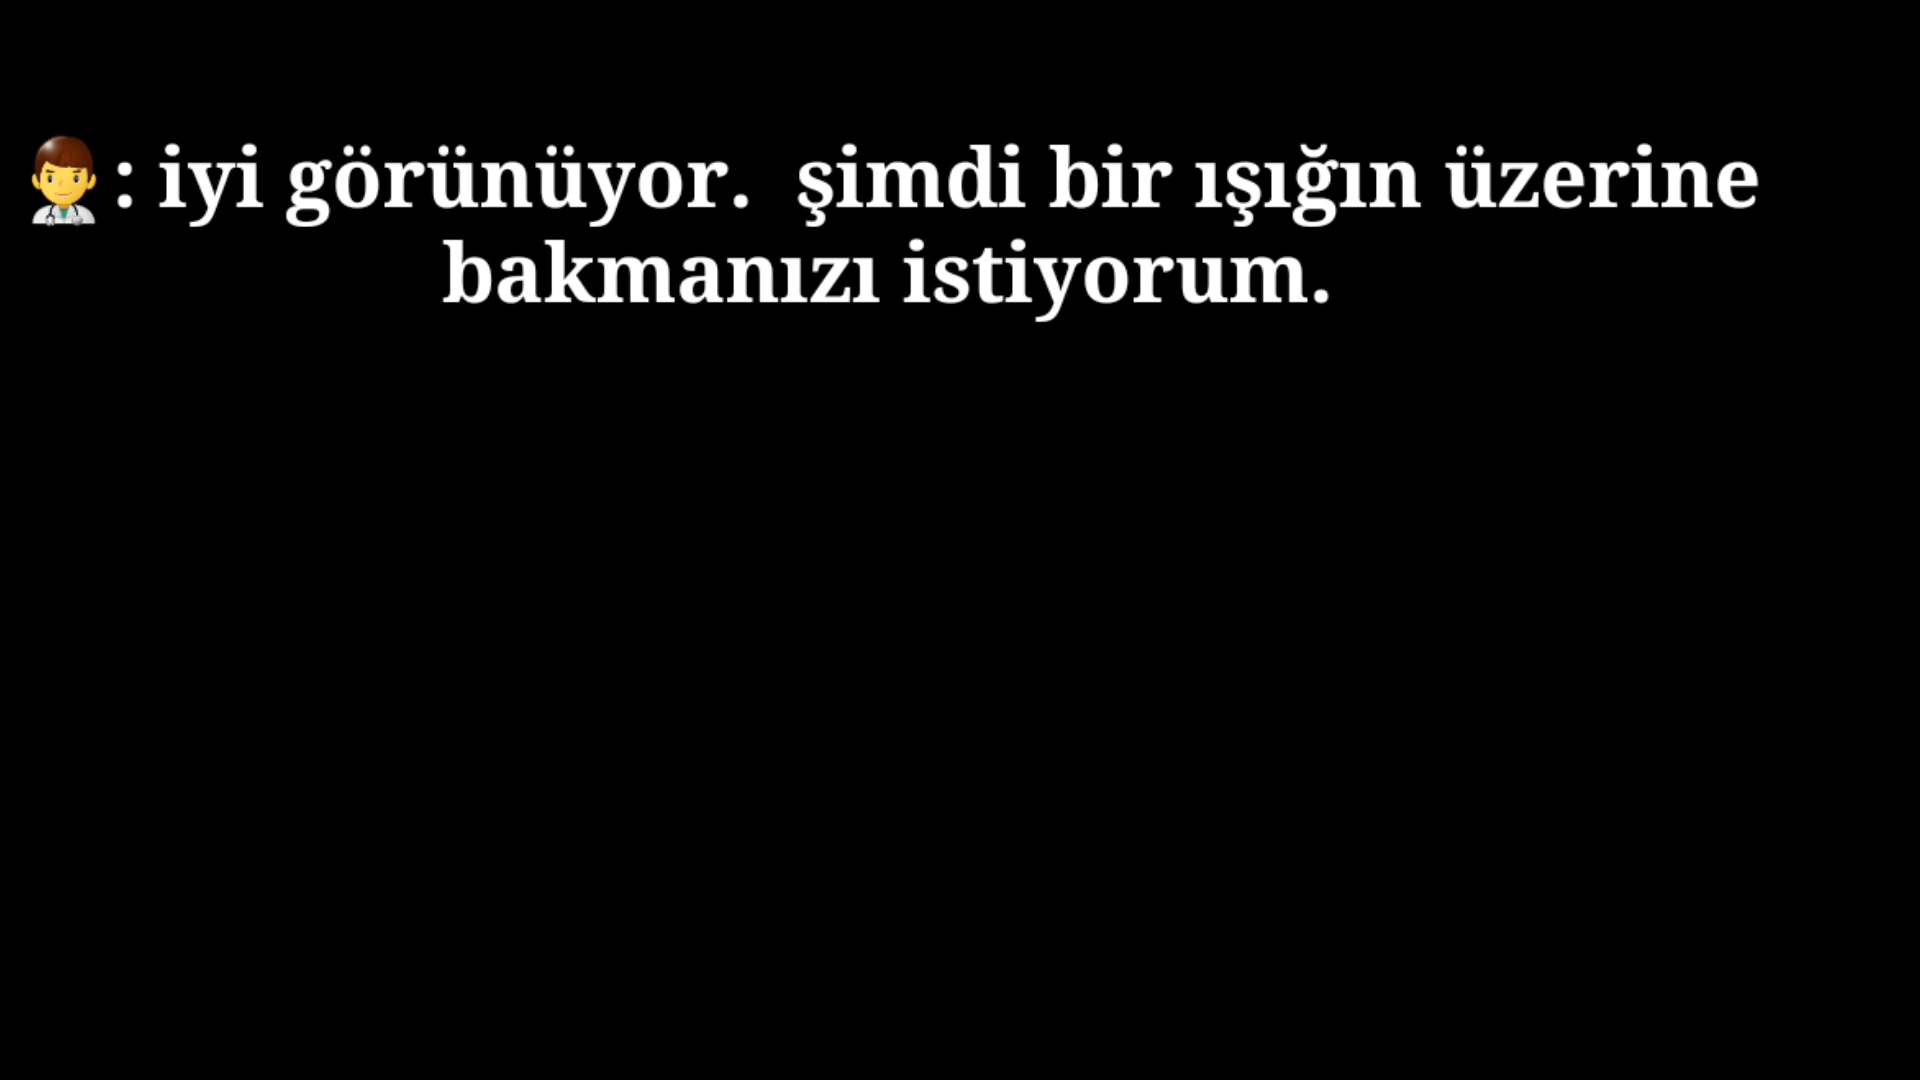 👨‍⚕️: iyi görünüyor.  şimdi bir ışığın üzerine
bakmanızı istiyorum.